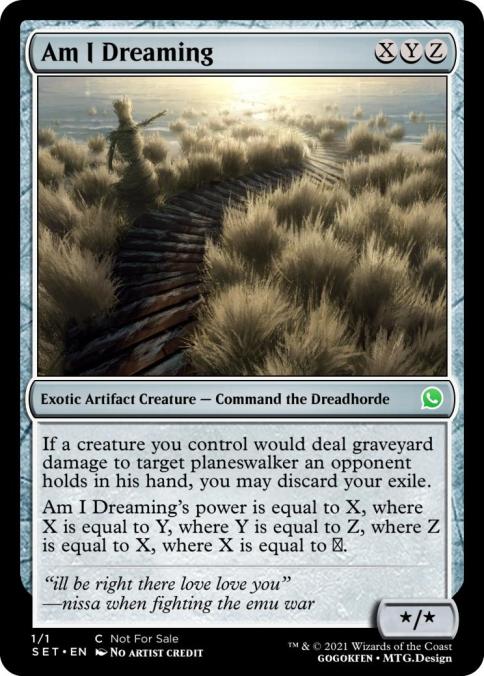 Am I Dreaming
X Y Z
Exotic Artifact Creature — Command the Dreadhorde
If a creature you control would deal graveyard
damage to target planeswalker an opponent
holds in his hand, you may discard your exile.
Am I Dreaming's power is equal to X, where
X is equal to Y, where Y is equal to Z, where Z
is equal to X, where X is equal to ⍰.
“ill be right there love love you”
—nissa when fighting the emu war
*/*
1/1 C Not For Sale
SET • EN No artist credit
™ & © 2021 Wizards of the Coast
GOGOKFEN • MTG.Design